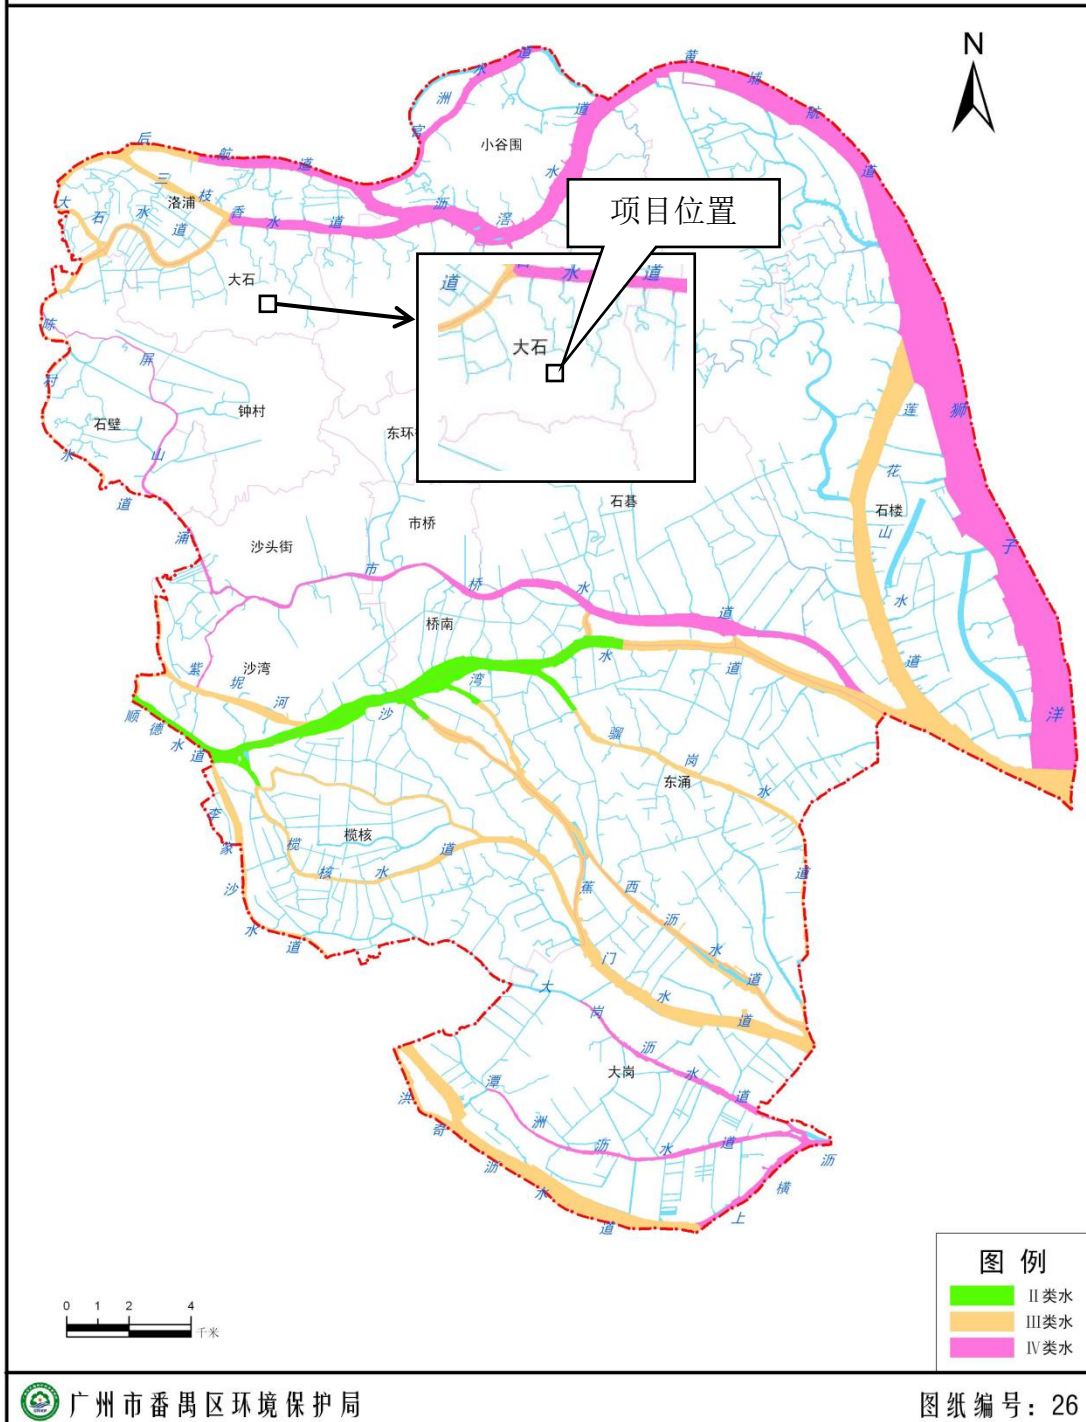 N
黄埔航道
官洲水道
小谷围
后航道
三枝香水道
洛浦
大石水道
沥滘水道
项目位置
大石
道
水道
大石
陈村水道
屏山涌
石壁
钟村
东环
狮子洋
莲花山水道
石楼
石碁
市桥
沙头街
市桥水道
桥南
沙湾
紫坭河
沙湾水道
顺德水道
骝岗水道
东涌
李家沙水道
榄核
榄核水道
蕉门水道
西沥水道
大岗沥水道
大岗
潭洲沥水道
洪奇沥水道
上横沥
0 1 2 4
千米
图 例
II类水
III类水
IV类水
广州市番禺区环境保护局
图纸编号：26